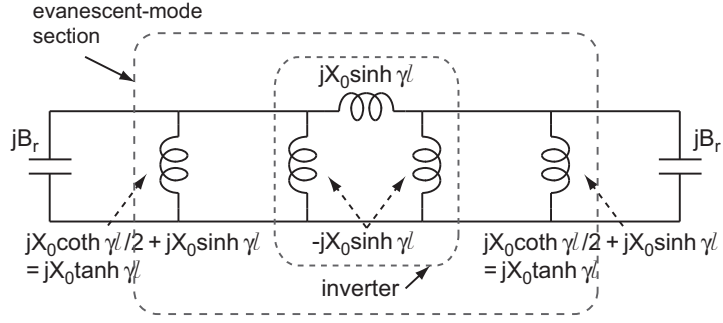 evanescent-mode
section
jX₀sinh γl
jBᵣ
jBᵣ
jX₀coth γl/2 + jX₀sinh γl
= jX₀tanh γl
-jX₀sinh γl
jX₀coth γl/2 + jX₀sinh γl
= jX₀tanh γl
inverter